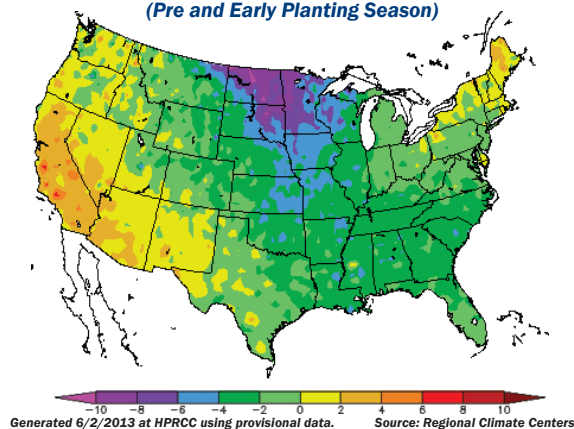 (Pre and Early Planting Season)
-10 -8 -6 -4 -2 0 2 4 6 8 10
Generated 6/2/2013 at HPRCC using provisional data. Source: Regional Climate Centers